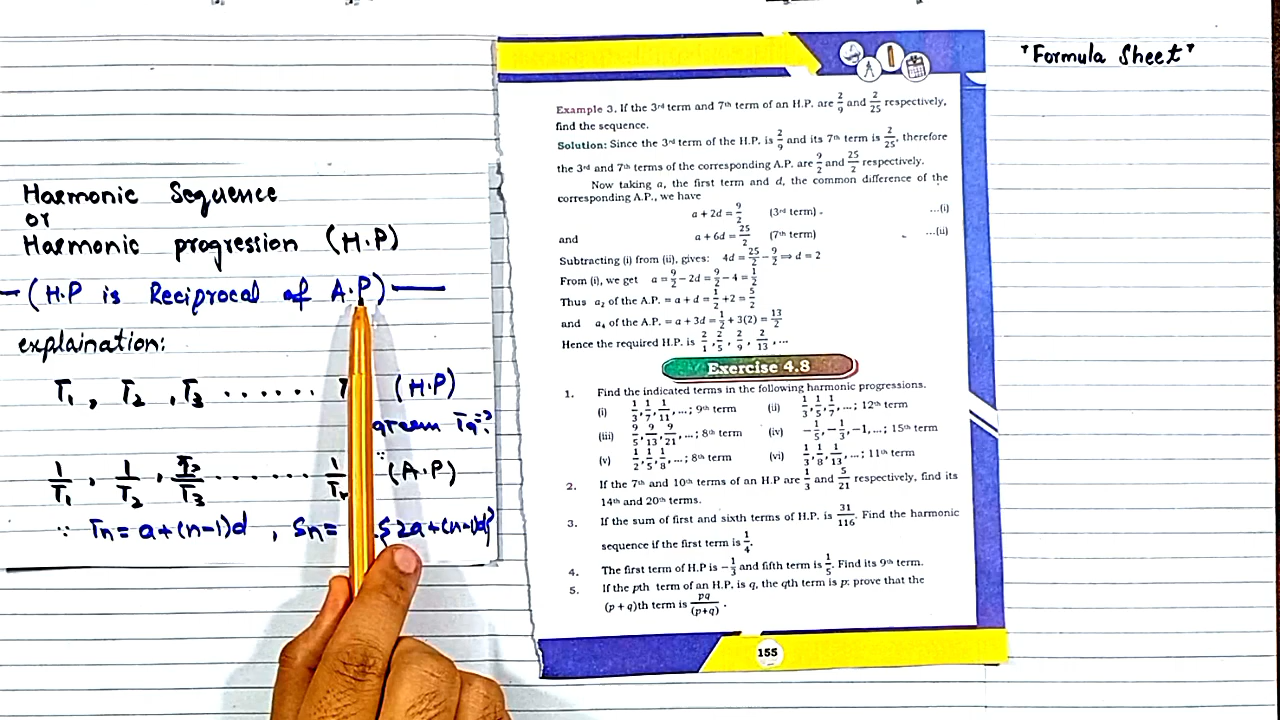 "Formula Sheet"
Harmonic Sequence
or
Harmonic progression (H.P)
(H.P is Reciprocal of A.P)
explaination:
T₁, T₂, T₃ ...... (H.P)
1/T₁, 1/T₂, 1/T₃ ...... (A.P)
∵ Tn = a+(n-1)d , Sn = {2a+(n-1)d}
Example 3. If the 3rd term and 7th term of an H.P. are 2/9 and 2/25 respectively,
find the sequence.
Solution: Since the 3rd term of the H.P. is 2/9 and its 7th term is 2/25, therefore
the 3rd and 7th terms of the corresponding A.P. are 9/2 and 25/2 respectively.
Now taking a, the first term and d, the common difference of the
corresponding A.P., we have
a + 2d = 9/2 (3rd term) ...(i)
and a + 6d = 25/2 (7th term) ...(ii)
Subtracting (i) from (ii), gives: 4d = 25/2 − 9/2 ⟹ d = 2
From (i), we get a = 9/2 − 2d = 9/2 − 4 = 1/2
Thus a₂ of the A.P. = a + d = 1/2 + 2 = 5/2
and a₄ of the A.P. = a + 3d = 1/2 + 3(2) = 13/2
Hence the required H.P. is 2/1, 2/5, 2/9, 2/13, ...
Exercise 4.8
1. Find the indicated terms in the following harmonic progressions.
(i) 1/3, 1/7, 1/11, ...; 9th term (ii) 1/3, 1/5, 1/7, ...; 12th term
(iii) 9/5, 9/13, 9/21, ...; 8th term (iv) −1/5, −1/3, −1, ...; 15th term
(v) 1/2, 1/5, 1/8, ...; 8th term (vi) 1/3, 1/8, 1/13, ...; 11th term
2. If the 7th and 10th terms of an H.P are 1/3 and 5/21 respectively, find its
14th and 20th terms.
3. If the sum of first and sixth terms of H.P. is 31/116. Find the harmonic
sequence if the first term is 1/4.
4. The first term of H.P is −1/3 and fifth term is 1/5. Find its 9th term.
5. If the pth term of an H.P. is q, the qth term is p: prove that the
(p + q)th term is pq/(p+q).
155